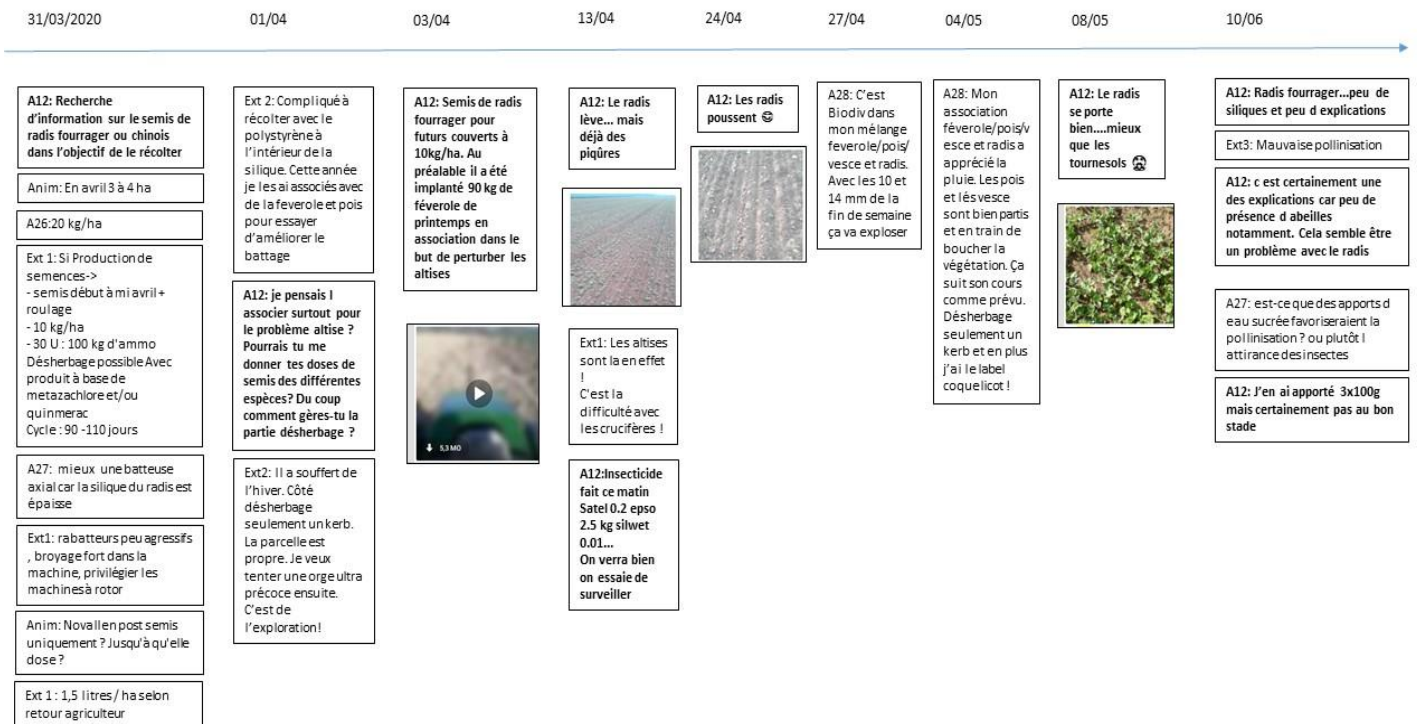 31/03/2020
01/04
03/04
13/04
24/04
27/04
04/05
08/05
10/06
A12: Recherche
d'information sur le semis de
radis fourrager ou chinois
dans l'objectif de le récolter
Anim: En avril 3 à 4 ha
A26:20 kg/ha
Ext 1: Si Production de
semences->
- semis début à mi avril +
roulage
- 10 kg/ha
- 30 U : 100 kg d'ammo
Désherbage possible Avec
produit à base de
metazachlore et/ou
quinmerac
Cycle : 90 -110 jours
A27: mieux une batteuse
axial car la silique du radis est
épaisse
Ext1: rabatteurs peu agressifs
, broyage fort dans la
machine, privilégier les
machines à rotor
Anim: Novall en post semis
uniquement ? Jusqu'à qu'elle
dose ?
Ext 1 : 1,5 litres/ ha selon
retour agriculteur
Ext 2: Compliqué à
récolter avec le
polystyrène à
l'intérieur de la
silique. Cette année
je les ai associés avec
de la feverole et pois
pour essayer
d'améliorer le
battage
A12: je pensais l
associer surtout pour
le problème altise ?
Pourrais tu me
donner tes doses de
semis des différentes
espèces? Du coup
comment gères-tu la
partie désherbage ?
Ext2: Il a souffert de
l'hiver. Côté
désherbage
seulement un kerb.
La parcelle est
propre. Je veux
tenter une orge ultra
précoce ensuite.
C'est de
l'exploration!
A12: Semis de radis
fourrager pour
futurs couverts à
10kg/ha. Au
préalable il a été
implanté 90 kg de
féverole de
printemps en
association dans le
but de perturber les
altises
5,3 MO
A12: Le radis
lève... mais
déjà des
piqûres
Ext1: Les altises
sont la en effet
!
C'est la
difficulté avec
les crucifères !
A12:Insecticide
fait ce matin
Satel 0.2 epso
2.5 kg silwet
0.01...
On verra bien
on essaie de
surveiller
A12: Les radis
poussent 😊
A28: C'est
Biodiv dans
mon mélange
feverole/pois/
vesce et radis.
Avec les 10 et
14 mm de la
fin de semaine
ça va exploser
A28: Mon
association
féverole/pois/v
esce et radis a
apprécié la
pluie. Les pois
et lés vesce
sont bien partis
et en train de
boucher la
végétation. Ça
suit son cours
comme prévu.
Désherbage
seulement un
kerb et en plus
j'ai le label
coquelicot !
A12: Le radis
se porte
bien....mieux
que les
tournesols 😭
A12: Radis fourrager...peu de
siliques et peu d explications
Ext3: Mauvaise pollinisation
A12: c est certainement une
des explications car peu de
présence d abeilles
notamment. Cela semble être
un problème avec le radis
A27: est-ce que des apports d
eau sucrée favoriseraient la
pollinisation ? ou plutôt l
attirance des insectes
A12: J'en ai apporté 3x100g
mais certainement pas au bon
stade